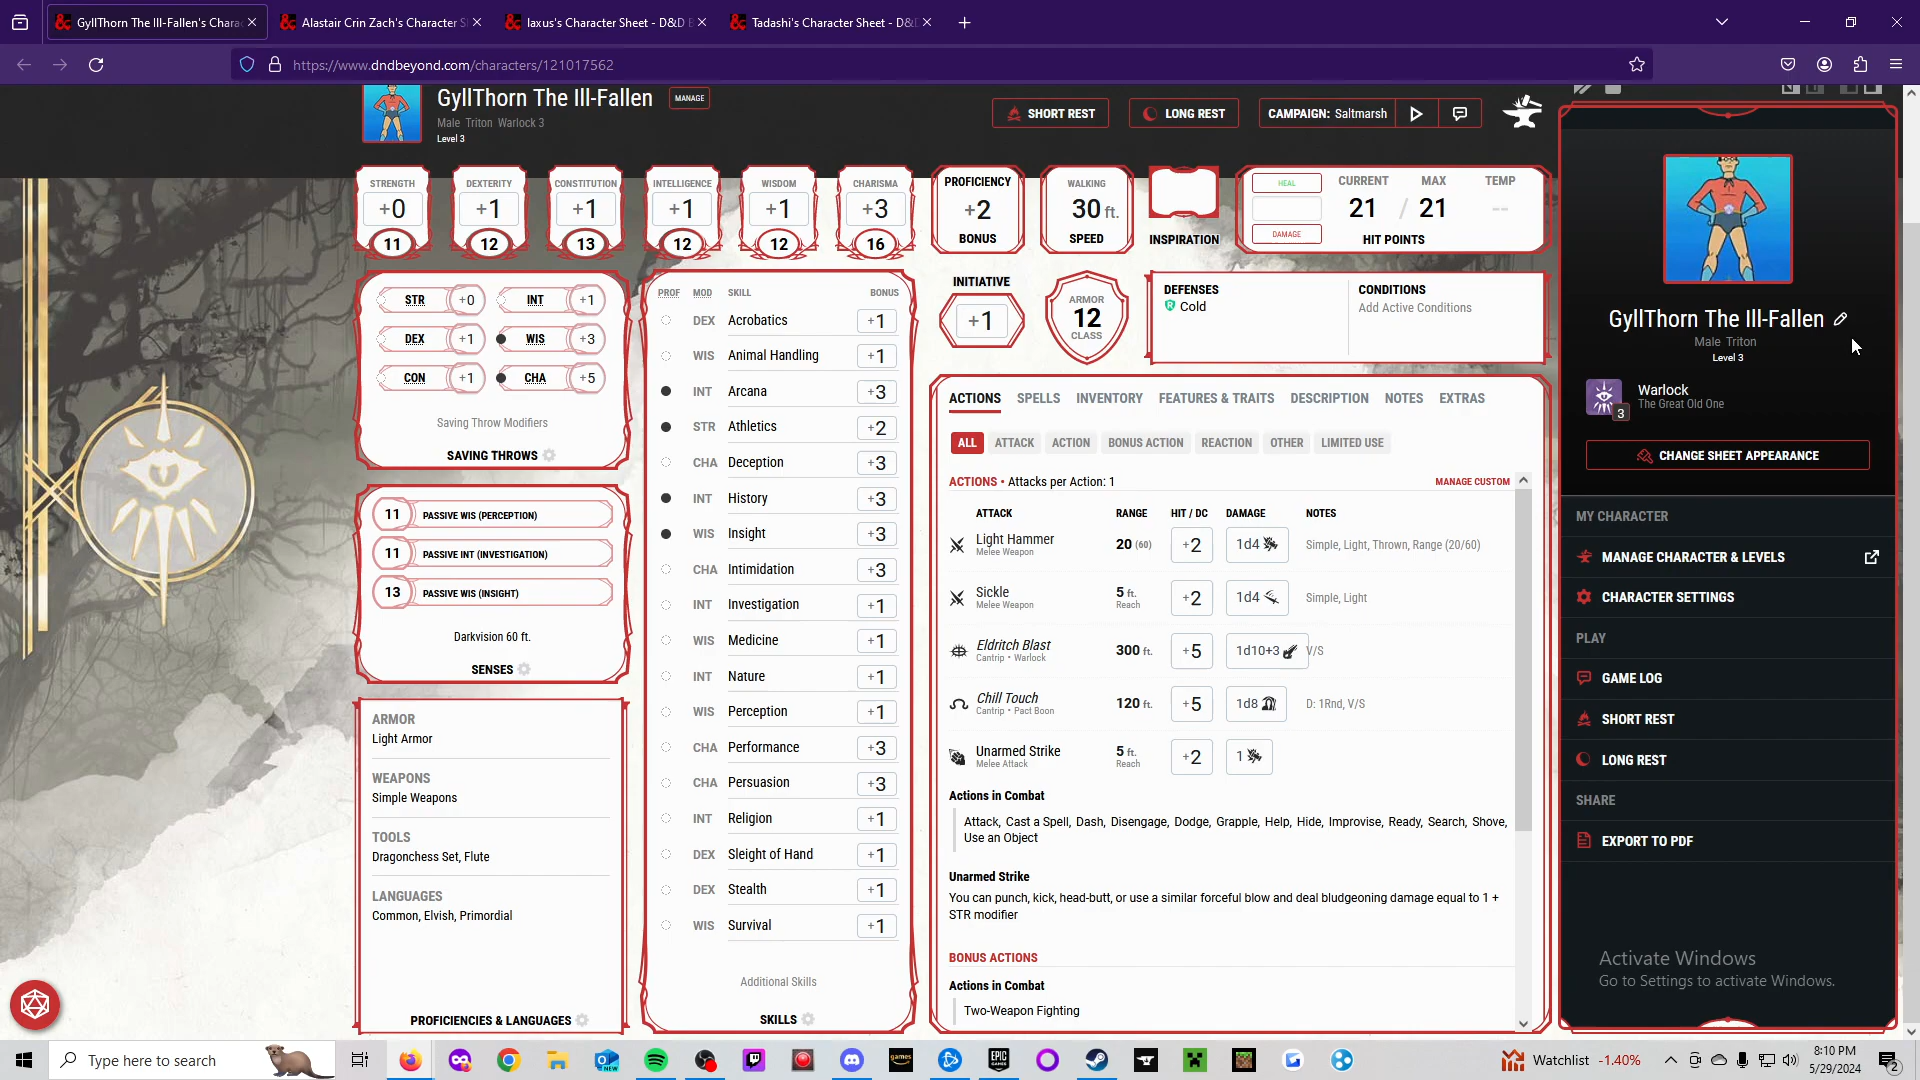 GyllThorn The Ill-Fallen's Chara
Alastair Crin Zach's Character S
laxus's Character Sheet - D&D B
Tadashi's Character Sheet - D&D
https://www.dndbeyond.com/characters/121017562
GyllThorn The Ill-Fallen
MANAGE
Male Triton Warlock 3
Level 3
SHORT REST
LONG REST
CAMPAIGN: Saltmarsh
STRENGTH
+0
11
DEXTERITY
+1
12
CONSTITUTION
+1
13
INTELLIGENCE
+1
12
WISDOM
+1
12
CHARISMA
+3
16
PROFICIENCY
+2
BONUS
WALKING
30 ft.
SPEED
INSPIRATION
HEAL
DAMAGE
CURRENT
MAX
TEMP
21 / 21 --
HIT POINTS
STR +0
INT +1
DEX +1
WIS +3
CON +1
CHA +5
Saving Throw Modifiers
SAVING THROWS
11 PASSIVE WIS (PERCEPTION)
11 PASSIVE INT (INVESTIGATION)
13 PASSIVE WIS (INSIGHT)
Darkvision 60 ft.
SENSES
ARMOR
Light Armor
WEAPONS
Simple Weapons
TOOLS
Dragonchess Set, Flute
LANGUAGES
Common, Elvish, Primordial
PROFICIENCIES & LANGUAGES
PROF MOD SKILL BONUS
DEX Acrobatics +1
WIS Animal Handling +1
INT Arcana +3
STR Athletics +2
CHA Deception +3
INT History +3
WIS Insight +3
CHA Intimidation +3
INT Investigation +1
WIS Medicine +1
INT Nature +1
WIS Perception +1
CHA Performance +3
CHA Persuasion +3
INT Religion +1
DEX Sleight of Hand +1
DEX Stealth +1
WIS Survival +1
Additional Skills
SKILLS
INITIATIVE
+1
ARMOR
12
CLASS
DEFENSES
R Cold
CONDITIONS
Add Active Conditions
ACTIONS SPELLS INVENTORY FEATURES & TRAITS DESCRIPTION NOTES EXTRAS
ALL ATTACK ACTION BONUS ACTION REACTION OTHER LIMITED USE
ACTIONS • Attacks per Action: 1
MANAGE CUSTOM
ATTACK RANGE HIT / DC DAMAGE NOTES
Light Hammer 20 (60) +2 1d4 Simple, Light, Thrown, Range (20/60)
Melee Weapon
Sickle 5 ft. +2 1d4 Simple, Light
Melee Weapon Reach
Eldritch Blast 300 ft. +5 1d10+3 V/S
Cantrip • Warlock
Chill Touch 120 ft. +5 1d8 D: 1Rnd, V/S
Cantrip • Pact Boon
Unarmed Strike 5 ft. +2 1
Melee Attack Reach
Actions in Combat
Attack, Cast a Spell, Dash, Disengage, Dodge, Grapple, Help, Hide, Improvise, Ready, Search, Shove,
Use an Object
Unarmed Strike
You can punch, kick, head-butt, or use a similar forceful blow and deal bludgeoning damage equal to 1 +
STR modifier
BONUS ACTIONS
Actions in Combat
Two-Weapon Fighting
GyllThorn The Ill-Fallen
Male Triton
Level 3
Warlock
The Great Old One
3
CHANGE SHEET APPEARANCE
MY CHARACTER
MANAGE CHARACTER & LEVELS
CHARACTER SETTINGS
PLAY
GAME LOG
SHORT REST
LONG REST
SHARE
EXPORT TO PDF
Activate Windows
Go to Settings to activate Windows.
Type here to search
Watchlist -1.40%
8:10 PM
5/29/2024
2